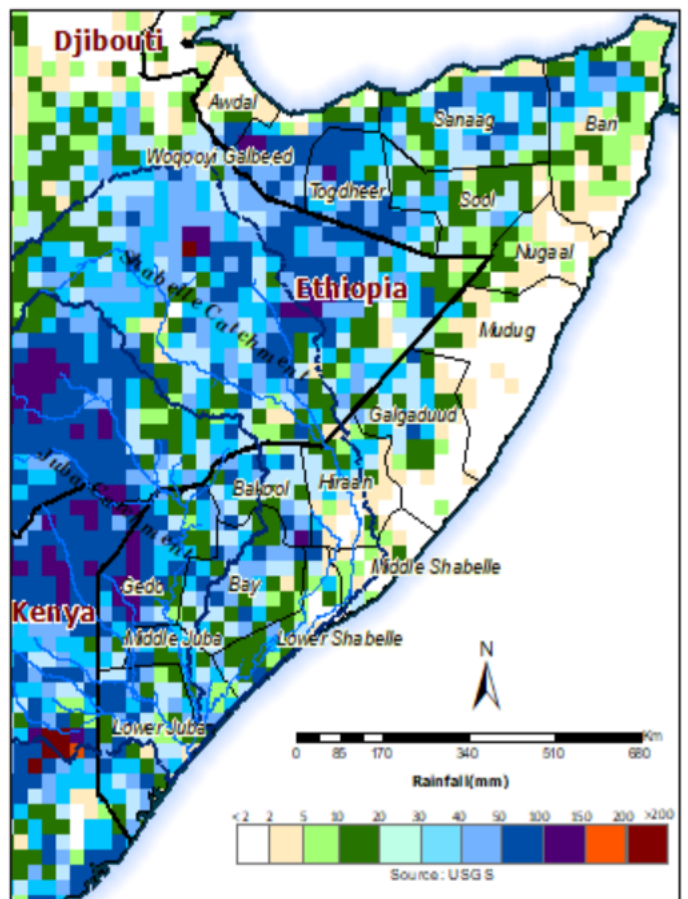 Djibouti
Awdal
Sanaag
Bari
Woqooyi Galbeed
Togdheer
Sool
Nugaal
Shabelle Catchment
Ethiopia
Mudug
Galgaduud
Juba Catchment
Bakool
Hiraan
Gedo
Bay
Middle Shabelle
Kenya
Middle Juba
Lower Shabelle
N
Lower Juba
Km
0 85 170 340 510 680
Rainfall(mm)
<2 2 5 10 20 30 40 50 100 150 200 >200
Source: USGS